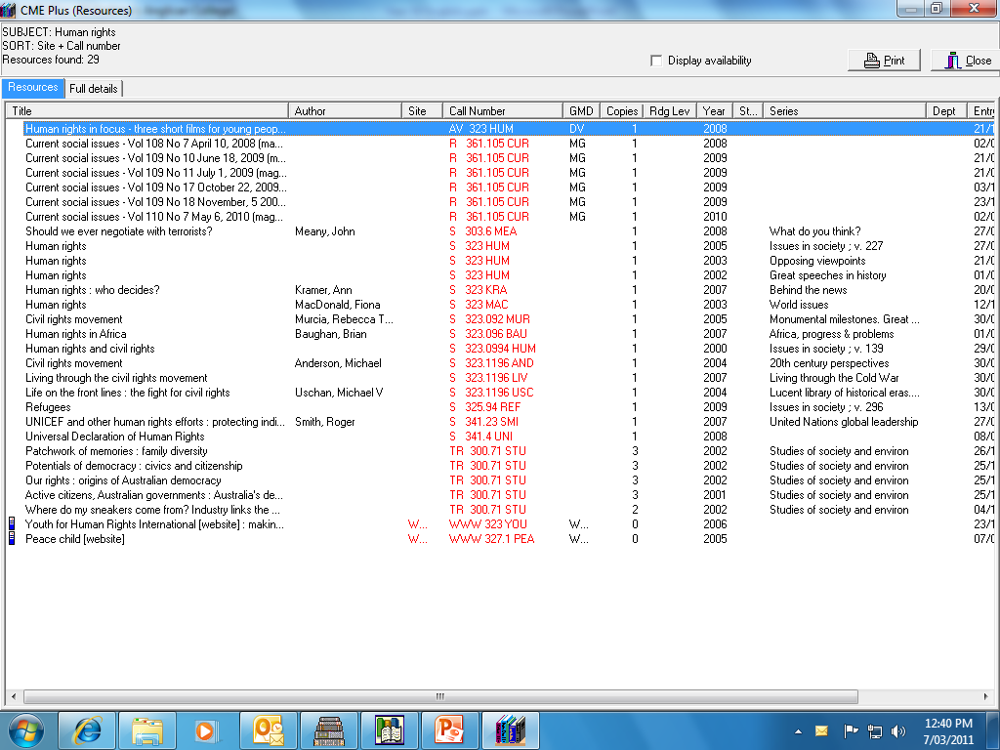 CME Plus (Resources)
SUBJECT: Human rights
SORT: Site + Call number
Resources found: 29
Display availability Print Close
Resources Full details
Title Author Site Call Number GMD Copies Rdg Lev Year St... Series Dept Entry
Human rights in focus - three short films for young peop... AV 323 HUM DV 1 2008 21/1
Current social issues - Vol 108 No 7 April 10, 2008 (ma... R 361.105 CUR MG 1 2008 02/0
Current social issues - Vol 109 No 10 June 18, 2009 (m... R 361.105 CUR MG 1 2009 21/0
Current social issues - Vol 109 No 11 July 1, 2009 (mag... R 361.105 CUR MG 1 2009 21/0
Current social issues - Vol 109 No 17 October 22, 2009... R 361.105 CUR MG 1 2009 03/1
Current social issues - Vol 109 No 18 November, 5 200... R 361.105 CUR MG 1 2009 23/1
Current social issues - Vol 110 No 7 May 6, 2010 (mag... R 361.105 CUR MG 1 2010 02/0
Should we ever negotiate with terrorists? Meany, John S 303.6 MEA 1 2008 What do you think? 27/0
Human rights S 323 HUM 1 2005 Issues in society ; v. 227 27/0
Human rights S 323 HUM 1 2003 Opposing viewpoints 21/0
Human rights S 323 HUM 1 2002 Great speeches in history 01/0
Human rights : who decides? Kramer, Ann S 323 KRA 1 2007 Behind the news 20/0
Human rights MacDonald, Fiona S 323 MAC 1 2003 World issues 12/1
Civil rights movement Murcia, Rebecca T... S 323.092 MUR 1 2005 Monumental milestones. Great ... 30/0
Human rights in Africa Baughan, Brian S 323.096 BAU 1 2007 Africa, progress & problems 01/0
Human rights and civil rights S 323.0994 HUM 1 2000 Issues in society ; v. 139 29/0
Civil rights movement Anderson, Michael S 323.1196 AND 1 2004 20th century perspectives 30/0
Living through the civil rights movement S 323.1196 LIV 1 2007 Living through the Cold War 30/0
Life on the front lines : the fight for civil rights Uschan, Michael V S 323.1196 USC 1 2004 Lucent library of historical eras.... 30/0
Refugees S 325.94 REF 1 2009 Issues in society ; v. 296 13/0
UNICEF and other human rights efforts : protecting indi... Smith, Roger S 341.23 SMI 1 2007 United Nations global leadership 27/0
Universal Declaration of Human Rights S 341.4 UNI 1 2008 08/0
Patchwork of memories : family diversity TR 300.71 STU 3 2002 Studies of society and environ 26/1
Potentials of democracy : civics and citizenship TR 300.71 STU 3 2002 Studies of society and environ 25/1
Our rights : origins of Australian democracy TR 300.71 STU 3 2002 Studies of society and environ 25/1
Active citizens, Australian governments : Australia's de... TR 300.71 STU 3 2001 Studies of society and environ 25/1
Where do my sneakers come from? Industry links the ... TR 300.71 STU 2 2002 Studies of society and environ 04/1
Youth for Human Rights International [website] : makin... W... WWW 323 YOU W... 0 2006 23/1
Peace child [website] W... WWW 327.1 PEA W... 0 2005 07/0
12:40 PM
7/03/2011